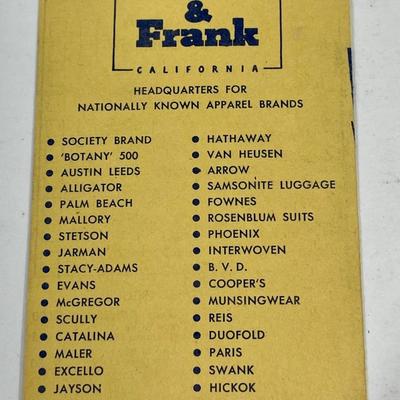 &
Frank
CALIFORNIA
HEADQUARTERS FOR
NATIONALLY KNOWN APPAREL BRANDS
• SOCIETY BRAND
• 'BOTANY' 500
• AUSTIN LEEDS
• ALLIGATOR
• PALM BEACH
• MALLORY
• STETSON
• JARMAN
• STACY-ADAMS
• EVANS
• McGREGOR
• SCULLY
• CATALINA
• MALER
• EXCELLO
• JAYSON
• HATHAWAY
• VAN HEUSEN
• ARROW
• SAMSONITE LUGGAGE
• FOWNES
• ROSENBLUM SUITS
• PHOENIX
• INTERWOVEN
• B. V. D.
• COOPER'S
• MUNSINGWEAR
• REIS
• DUOFOLD
• PARIS
• SWANK
• HICKOK